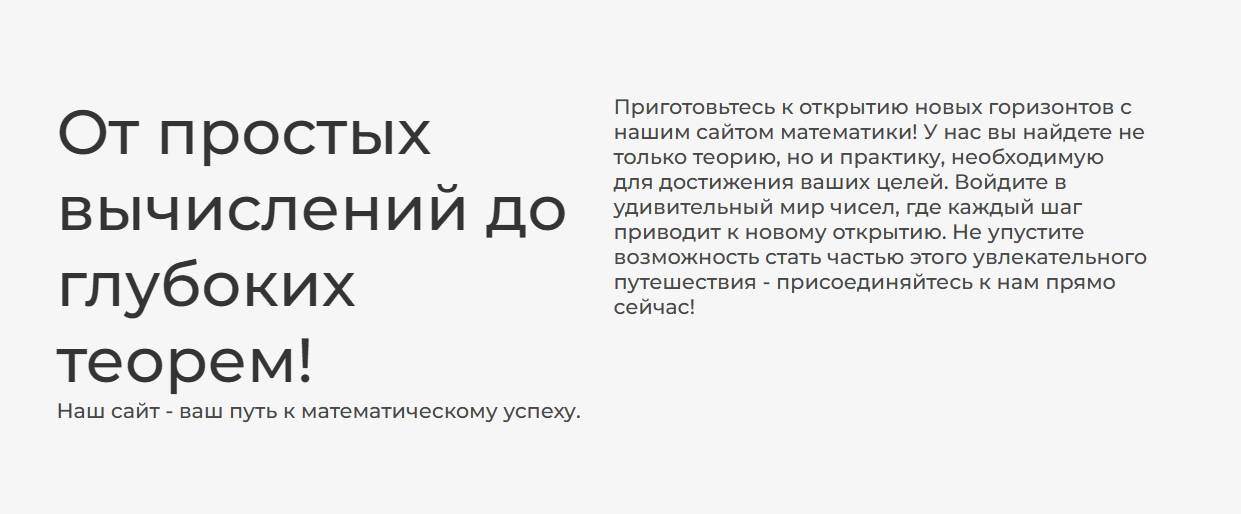 От простых
вычислений до
глубоких
теорем!
Наш сайт - ваш путь к математическому успеху.
Приготовьтесь к открытию новых горизонтов с
нашим сайтом математики! У нас вы найдете не
только теорию, но и практику, необходимую
для достижения ваших целей. Войдите в
удивительный мир чисел, где каждый шаг
приводит к новому открытию. Не упустите
возможность стать частью этого увлекательного
путешествия - присоединяйтесь к нам прямо
сейчас!